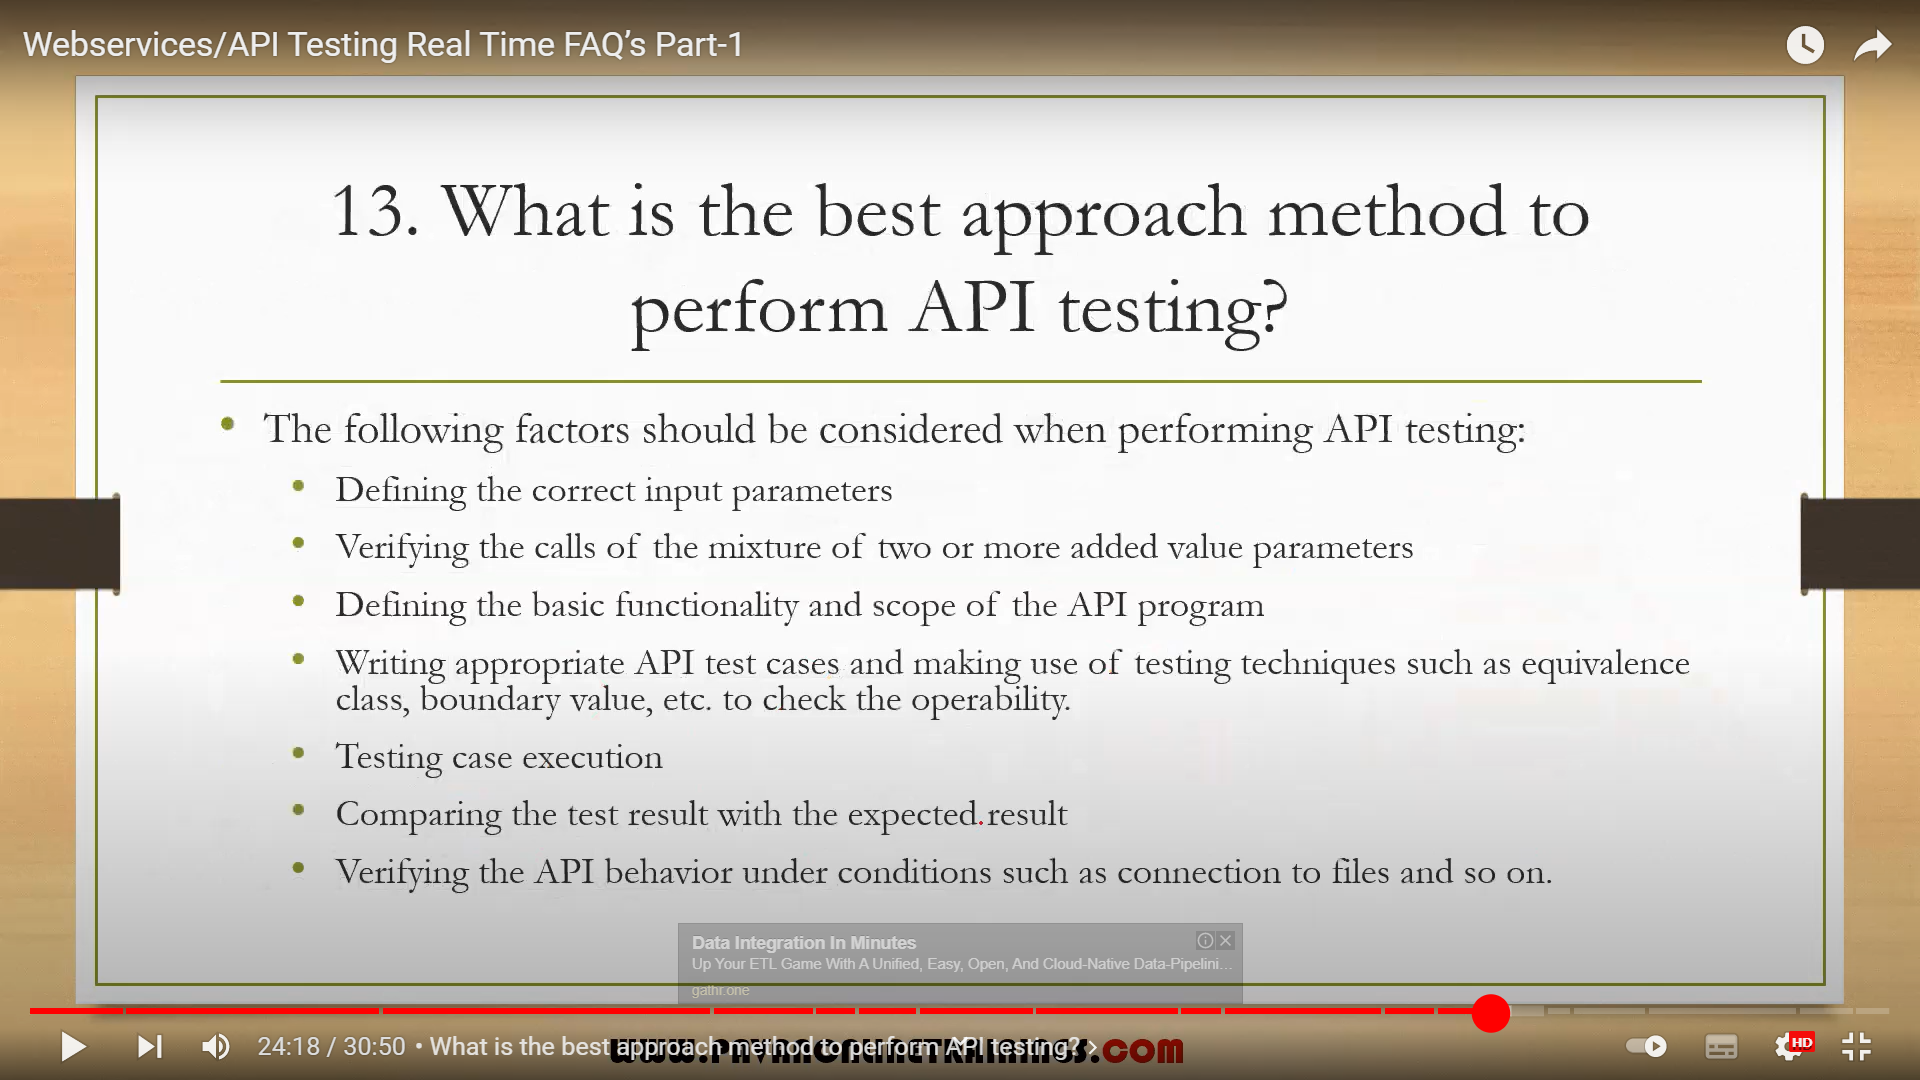 Webservices/API Testing Real Time FAQ’s Part-1
13. What is the best approach method to
perform API testing?
• The following factors should be considered when performing API testing:
• Defining the correct input parameters
• Verifying the calls of the mixture of two or more added value parameters
• Defining the basic functionality and scope of the API program
• Writing appropriate API test cases and making use of testing techniques such as equivalence
class, boundary value, etc. to check the operability.
• Testing case execution
• Comparing the test result with the expected result
• Verifying the API behavior under conditions such as connection to files and so on.
Data Integration In Minutes
Up Your ETL Game With A Unified, Easy, Open, And Cloud-Native Data-Pipelini...
gathr.one
24:18 / 30:50 • What is the best approach method to perform API testing? ›
.com
HD